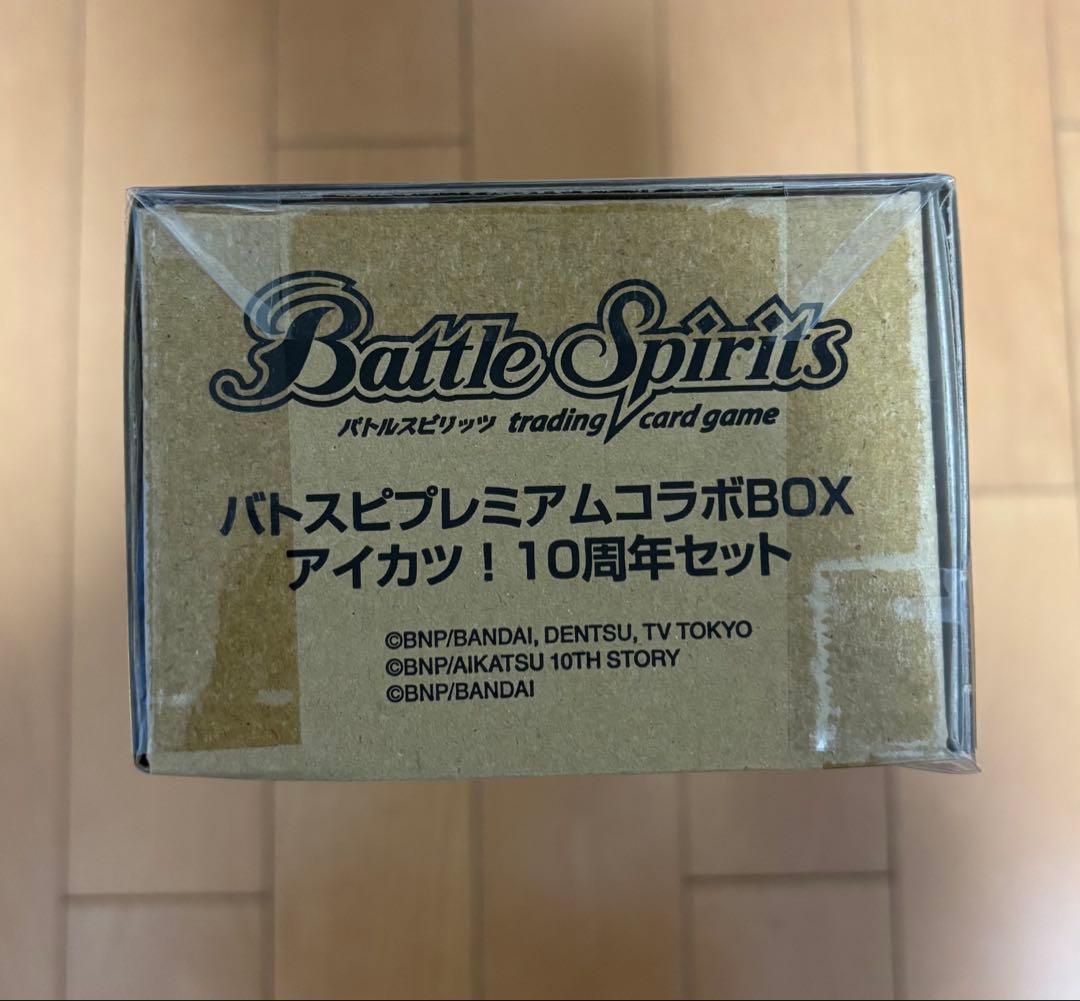 Battle Spirits
バトルスピリッツ trading card game
バトスピプレミアムコラボBOX
アイカツ！10周年セット
©BNP/BANDAI, DENTSU, TV TOKYO
©BNP/AIKATSU 10TH STORY
©BNP/BANDAI